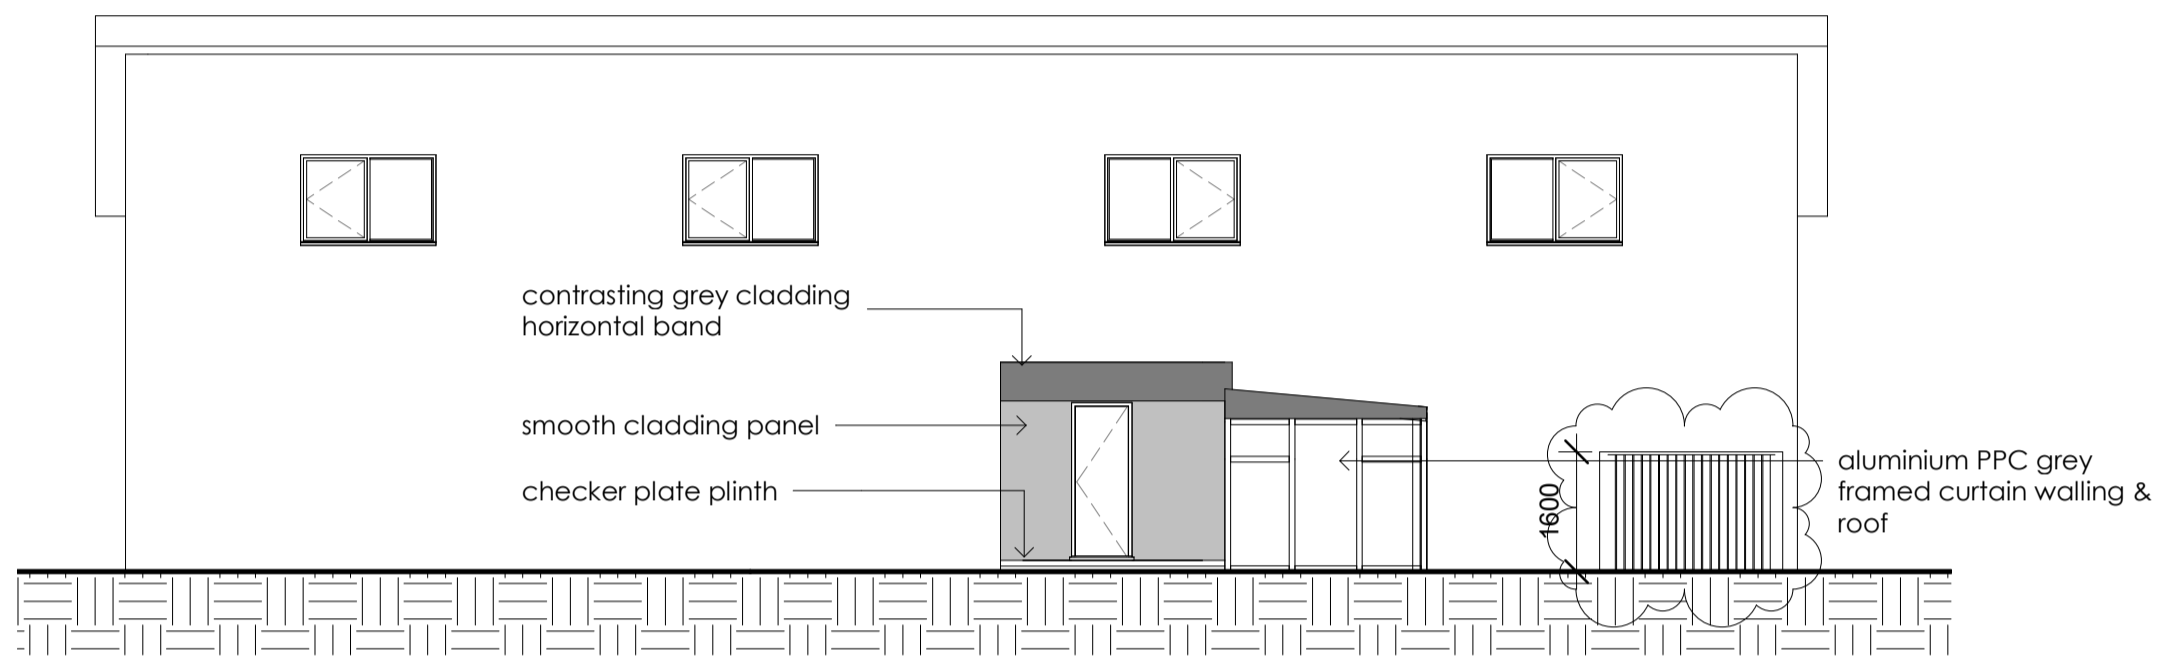 contrasting grey cladding
horizontal band
smooth cladding panel
checker plate plinth
1600
aluminium PPC grey
framed curtain walling &
roof